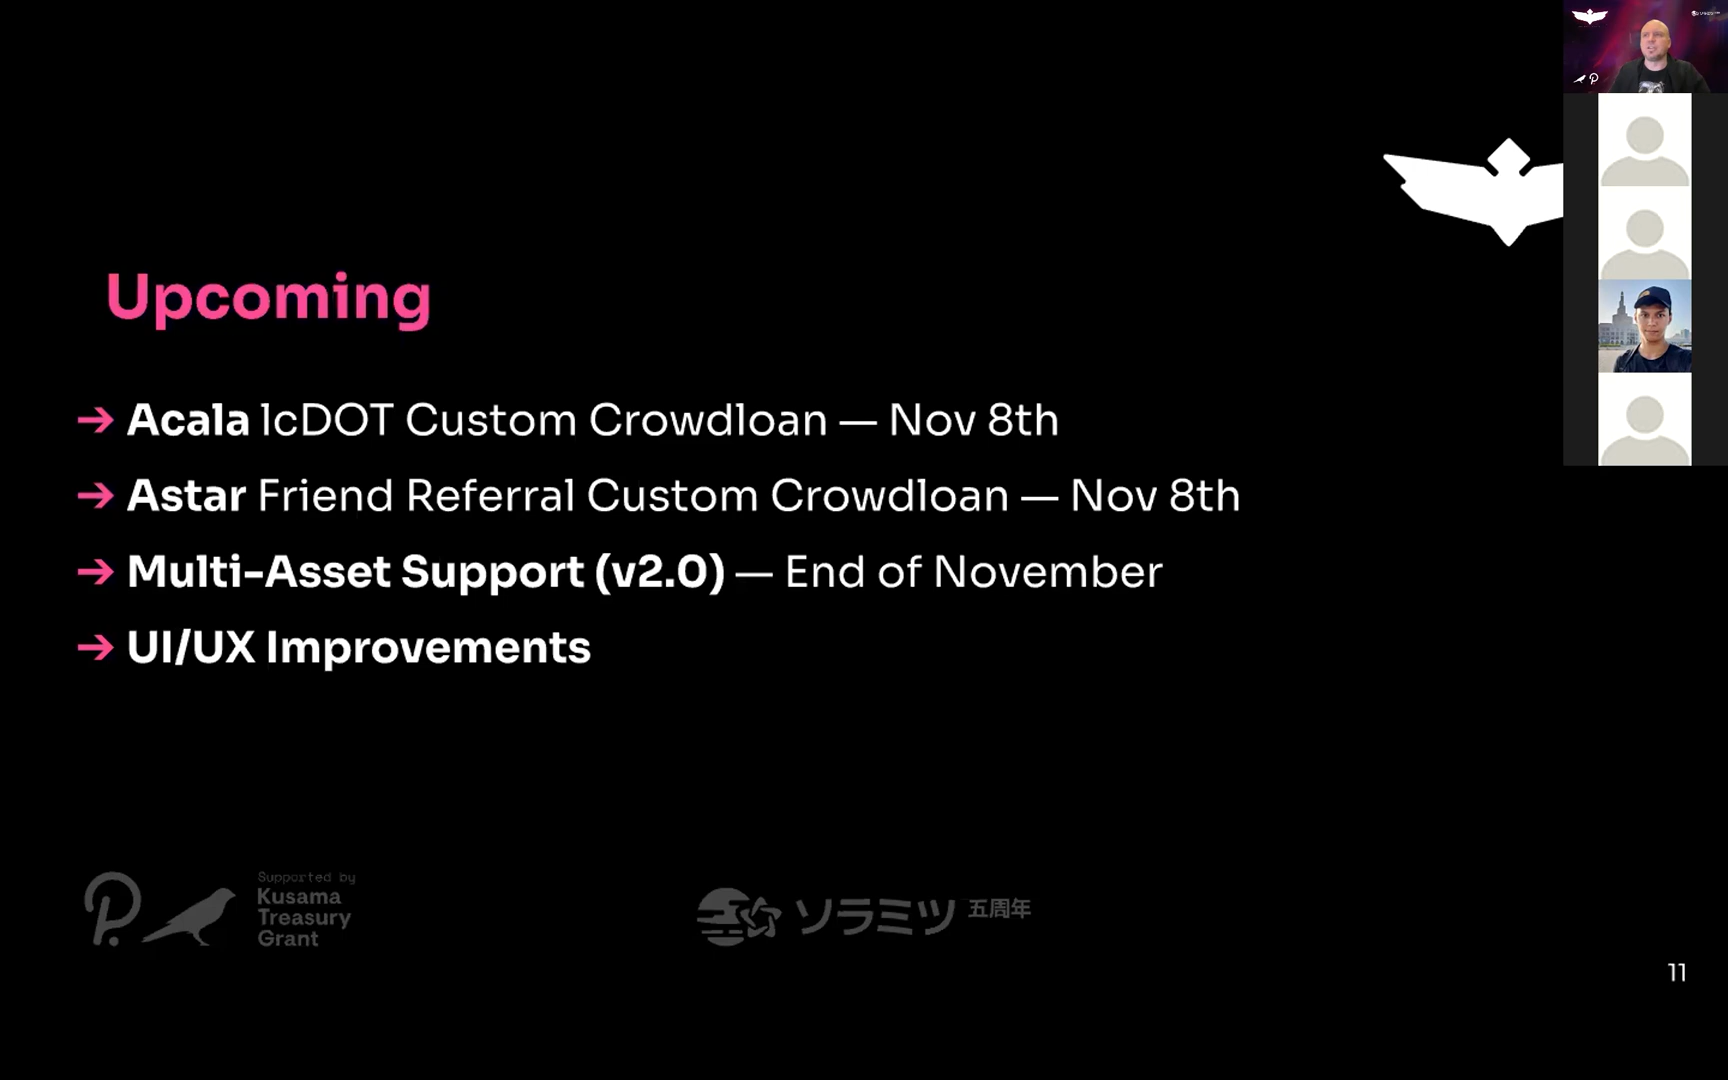 Upcoming
→ Acala lcDOT Custom Crowdloan — Nov 8th
→ Astar Friend Referral Custom Crowdloan — Nov 8th
→ Multi-Asset Support (v2.0) — End of November
→ UI/UX Improvements
Supported by
Kusama
Treasury
Grant
ソラミツ 五周年
11